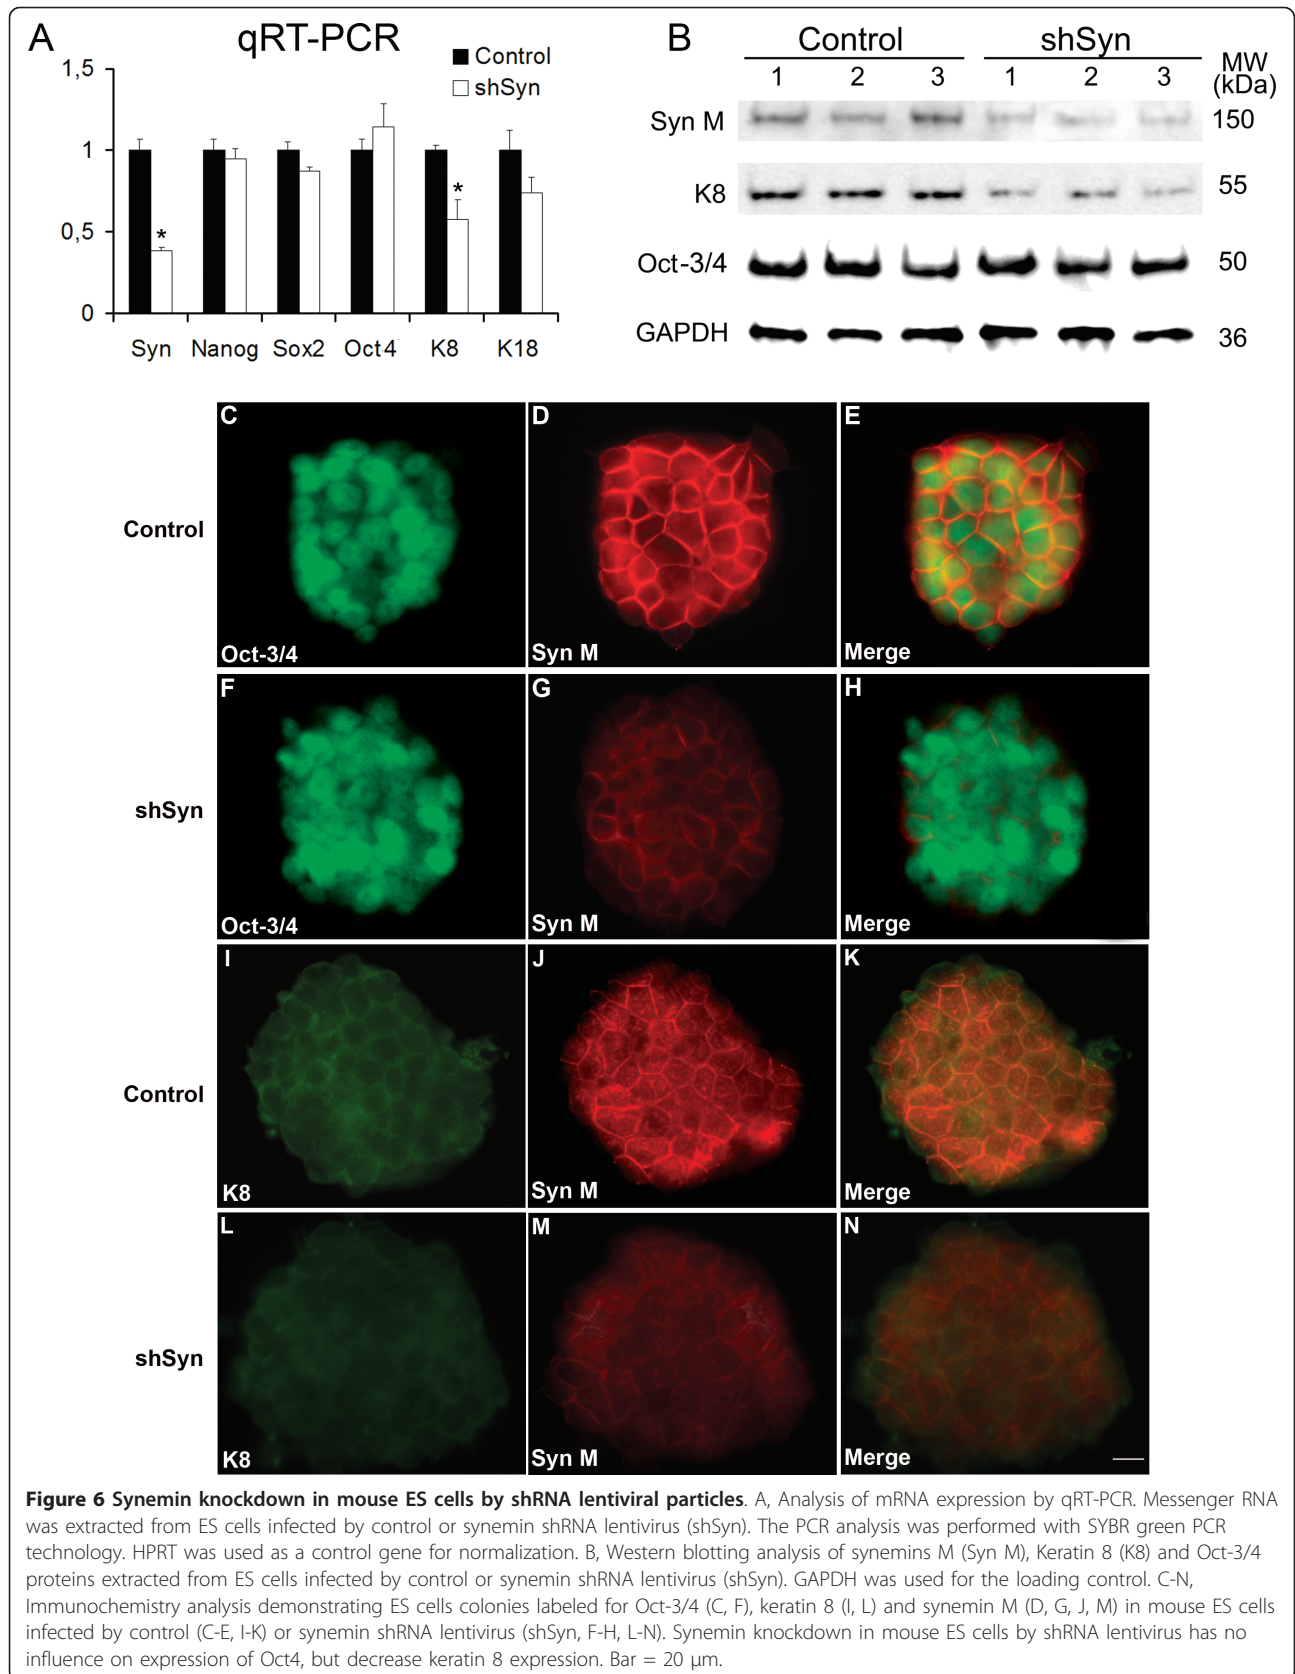 A
qRT-PCR
Control
shSyn
1,5
1
0,5
0
*
*
Syn Nanog Sox2 Oct4 K8 K18
B
Control shSyn
MW
(kDa)
1 2 3 1 2 3
Syn M 150
K8 55
Oct-3/4 50
GAPDH 36
C D E
Control
Oct-3/4 Syn M Merge
F G H
shSyn
Oct-3/4 Syn M Merge
I J K
Control
K8 Syn M Merge
L M N
shSyn
K8 Syn M Merge
Figure 6 Synemin knockdown in mouse ES cells by shRNA lentiviral particles. A, Analysis of mRNA expression by qRT-PCR. Messenger RNA
was extracted from ES cells infected by control or synemin shRNA lentivirus (shSyn). The PCR analysis was performed with SYBR green PCR
technology. HPRT was used as a control gene for normalization. B, Western blotting analysis of synemins M (Syn M), Keratin 8 (K8) and Oct-3/4
proteins extracted from ES cells infected by control or synemin shRNA lentivirus (shSyn). GAPDH was used for the loading control. C-N,
Immunochemistry analysis demonstrating ES cells colonies labeled for Oct-3/4 (C, F), keratin 8 (I, L) and synemin M (D, G, J, M) in mouse ES cells
infected by control (C-E, I-K) or synemin shRNA lentivirus (shSyn, F-H, L-N). Synemin knockdown in mouse ES cells by shRNA lentivirus has no
influence on expression of Oct4, but decrease keratin 8 expression. Bar = 20 μm.